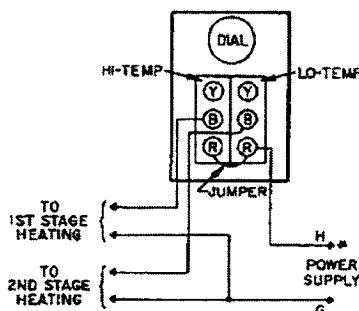 DIAL
HI-TEMP
LO-TEMP
Y Y
B B
R R
JUMPER
TO
1ST STAGE
HEATING
H
POWER
SUPPLY
TO
2ND STAGE
HEATING
G